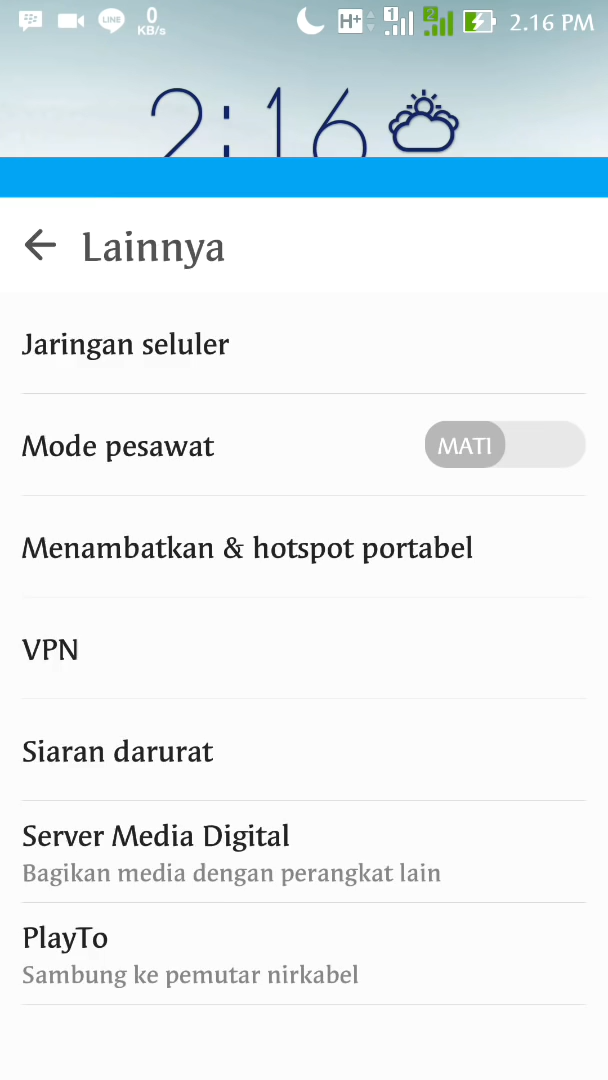 LINE
0
KB/s
H+
1
2
2.16 PM
2:16
Lainnya
Jaringan seluler
Mode pesawat
MATI
Menambatkan & hotspot portabel
VPN
Siaran darurat
Server Media Digital
Bagikan media dengan perangkat lain
PlayTo
Sambung ke pemutar nirkabel